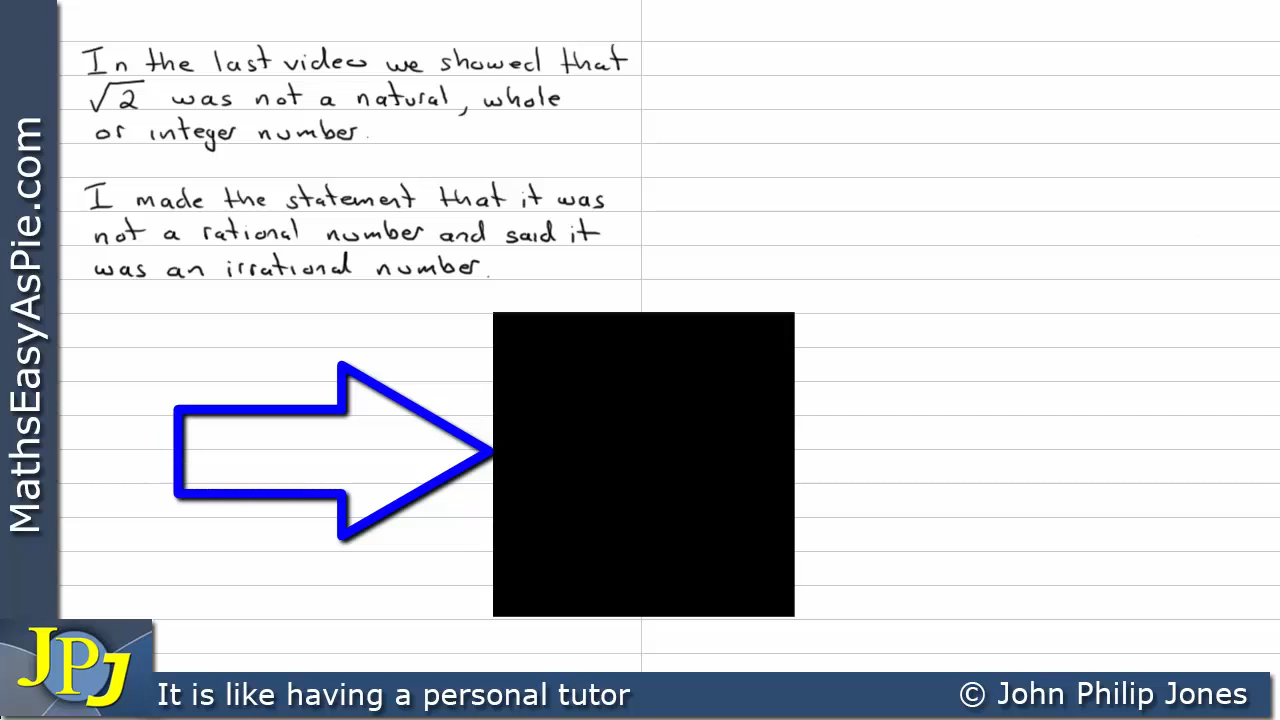 In the last video we showed that
√2 was not a natural, whole
or integer number.
I made the statement that it was
not a rational number and said it
was an irrational number.
MathsEasyAsPie.com
JPJ
It is like having a personal tutor
© John Philip Jones